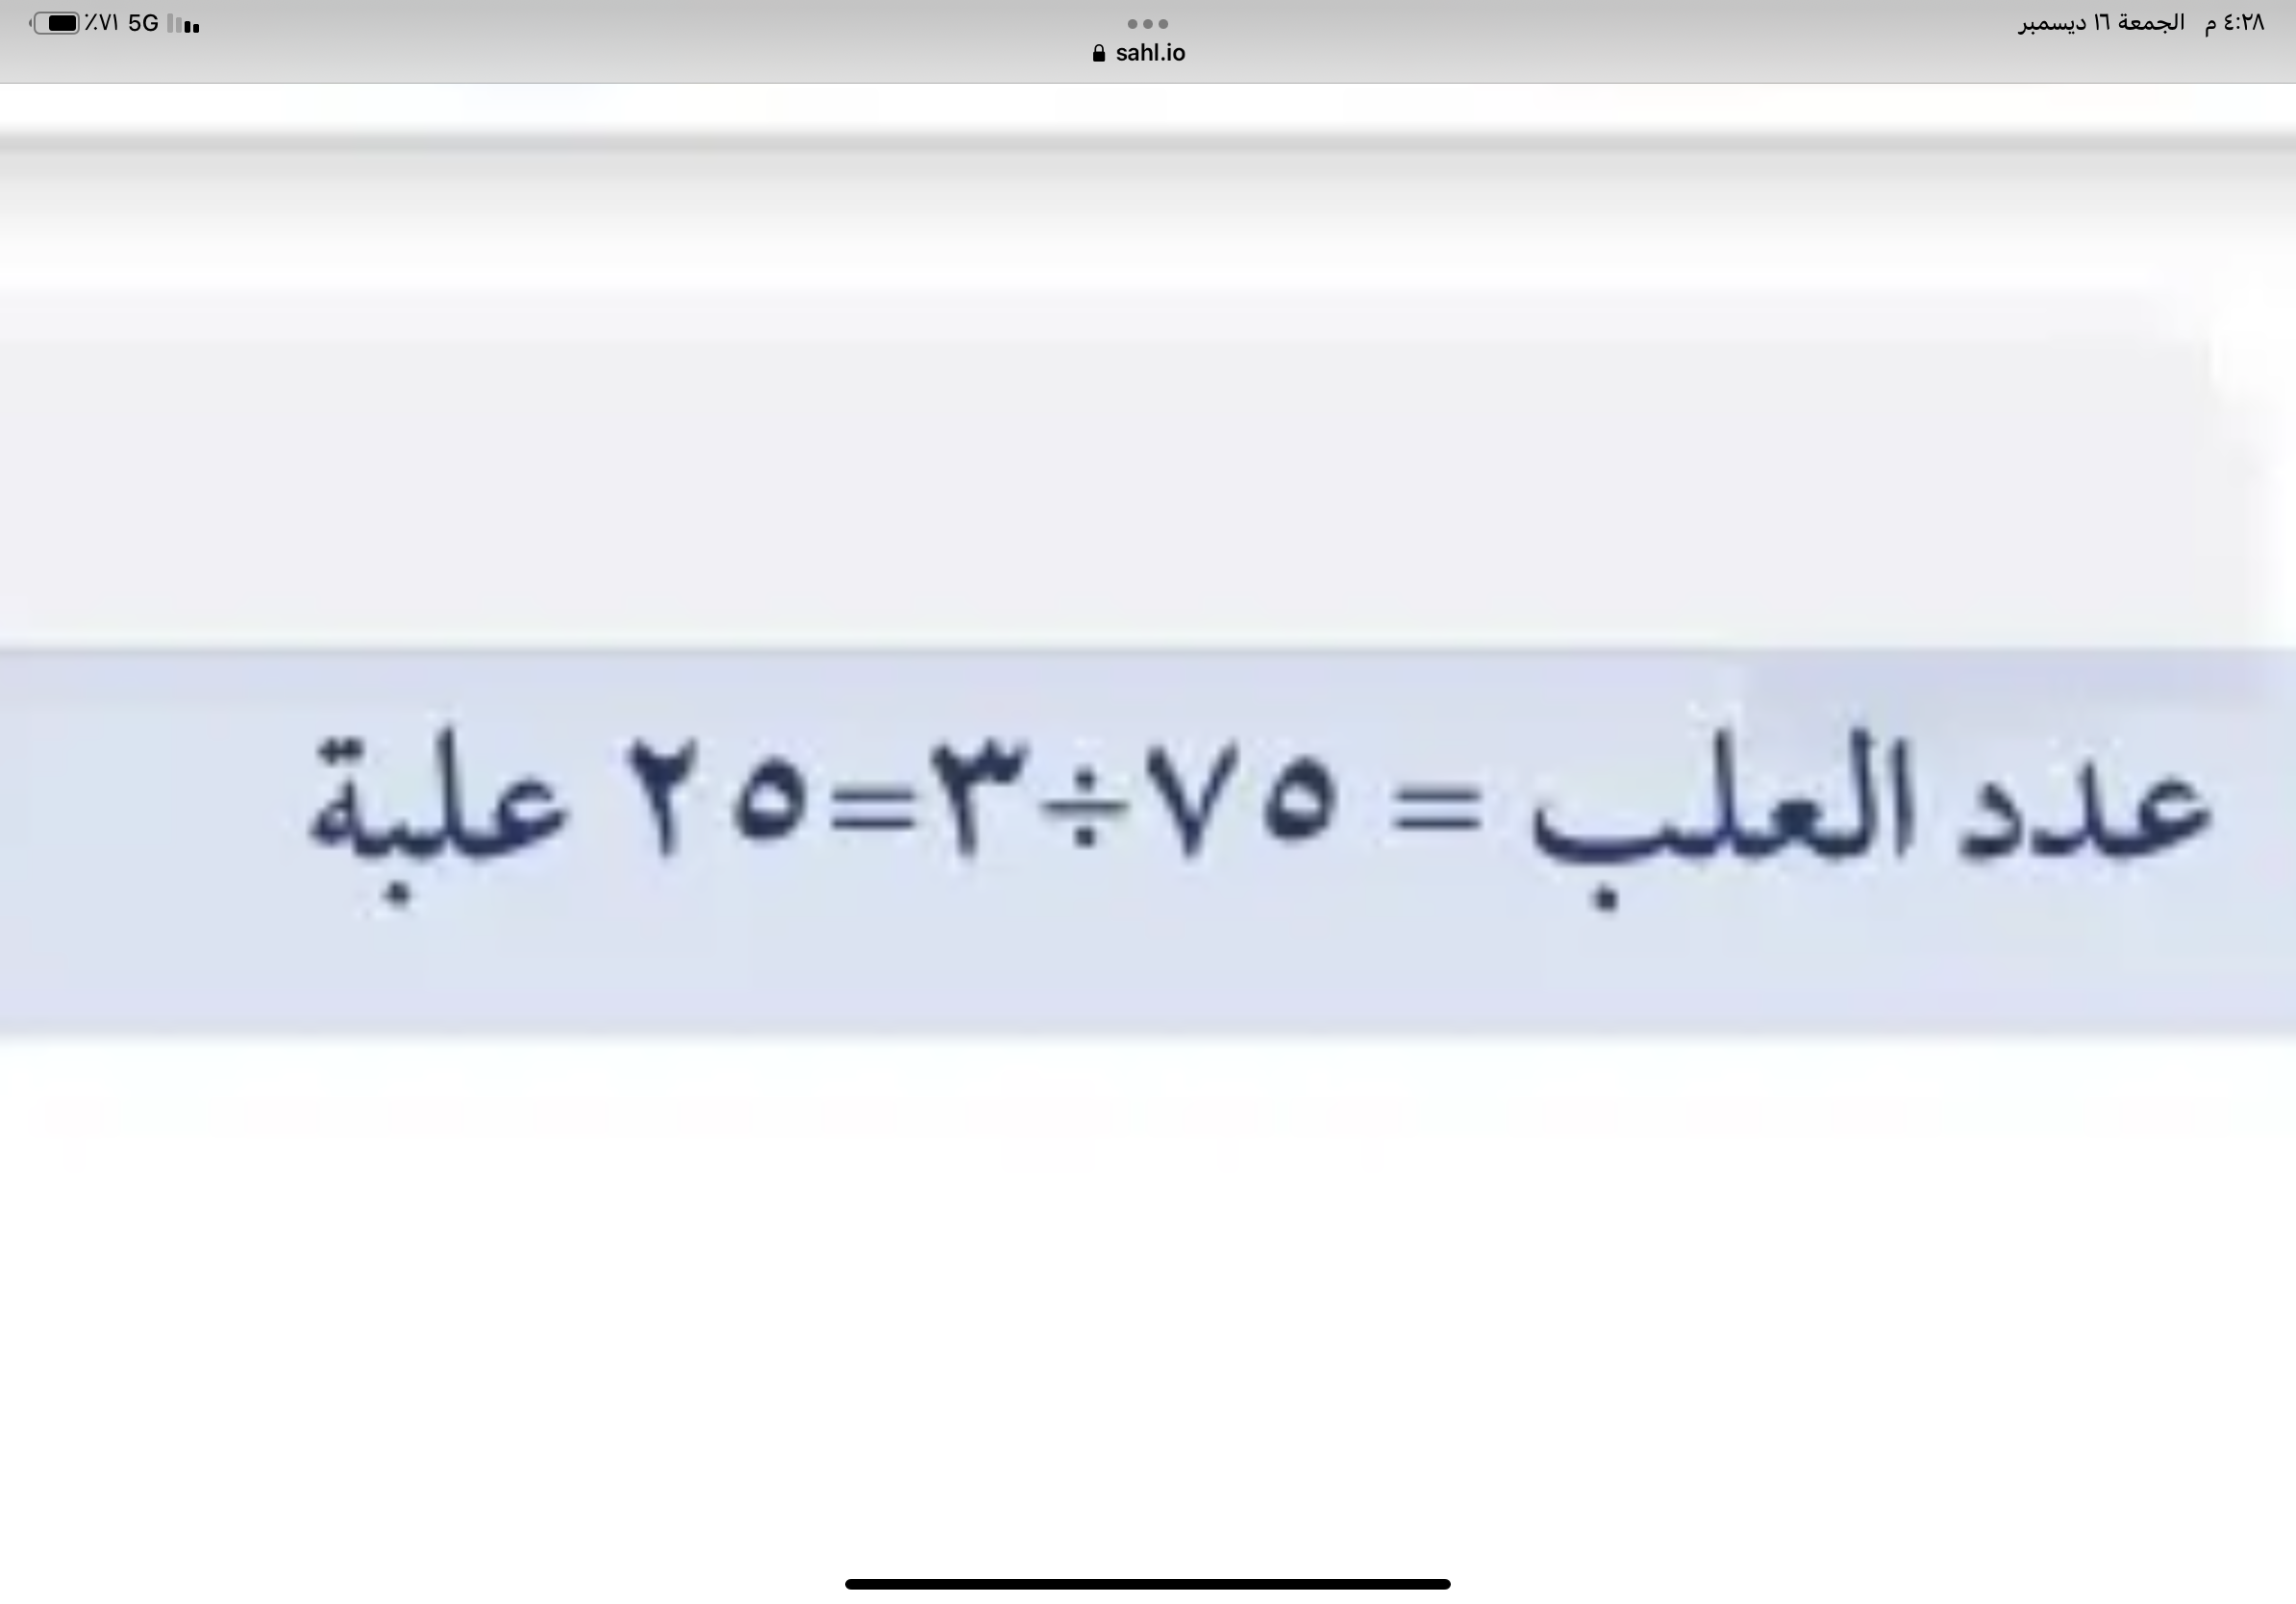 ٤:٢٨ م الجمعة ١٦ ديسمبر
5G ٧١٪
sahl.io
عدد العلب = ٧٥÷٣=٢٥ علبة